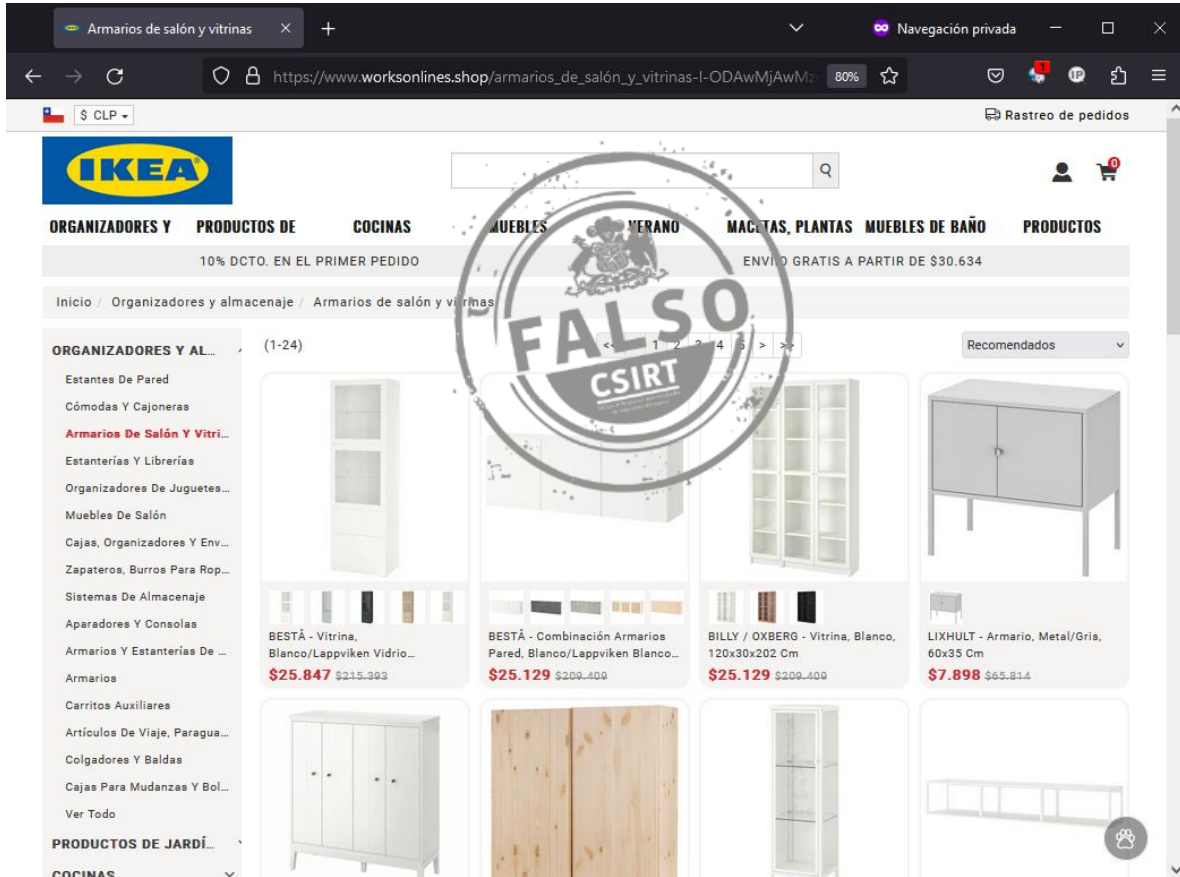 Armarios de salón y vitrinas
Navegación privada
https://www.worksonlines.shop/armarios_de_salón_y_vitrinas-l-ODAwMjAwMz
80%
1
$ CLP
Rastreo de pedidos
IKEA
0
ORGANIZADORES Y PRODUCTOS DE COCINAS MUEBLES VERANO MACETAS, PLANTAS MUEBLES DE BAÑO PRODUCTOS
10% DCTO. EN EL PRIMER PEDIDO ENVÍO GRATIS A PARTIR DE $30.634
Inicio / Organizadores y almacenaje / Armarios de salón y vitrinas
FALSO
CSIRT
ORGANIZADORES Y AL...
Estantes De Pared
Cómodas Y Cajoneras
Armarios De Salón Y Vitri...
Estanterías Y Librerías
Organizadores De Juguetes...
Muebles De Salón
Cajas, Organizadores Y Env...
Zapateros, Burros Para Rop...
Sistemas De Almacenaje
Aparadores Y Consolas
Armarios Y Estanterías De ...
Armarios
Carritos Auxiliares
Artículos De Viaje, Paragua...
Colgadores Y Baldas
Cajas Para Mudanzas Y Bol...
Ver Todo
PRODUCTOS DE JARDÍ...
COCINAS
(1-24)
1 2 3 4 5 > >>
Recomendados
BESTÅ - Vitrina,
Blanco/Lappviken Vidrio...
$25.847 $215.393
BESTÅ - Combinación Armarios
Pared, Blanco/Lappviken Blanco...
$25.129 $209.409
BILLY / OXBERG - Vitrina, Blanco,
120x30x202 Cm
$25.129 $209.409
LIXHULT - Armario, Metal/Gris,
60x35 Cm
$7.898 $65.814